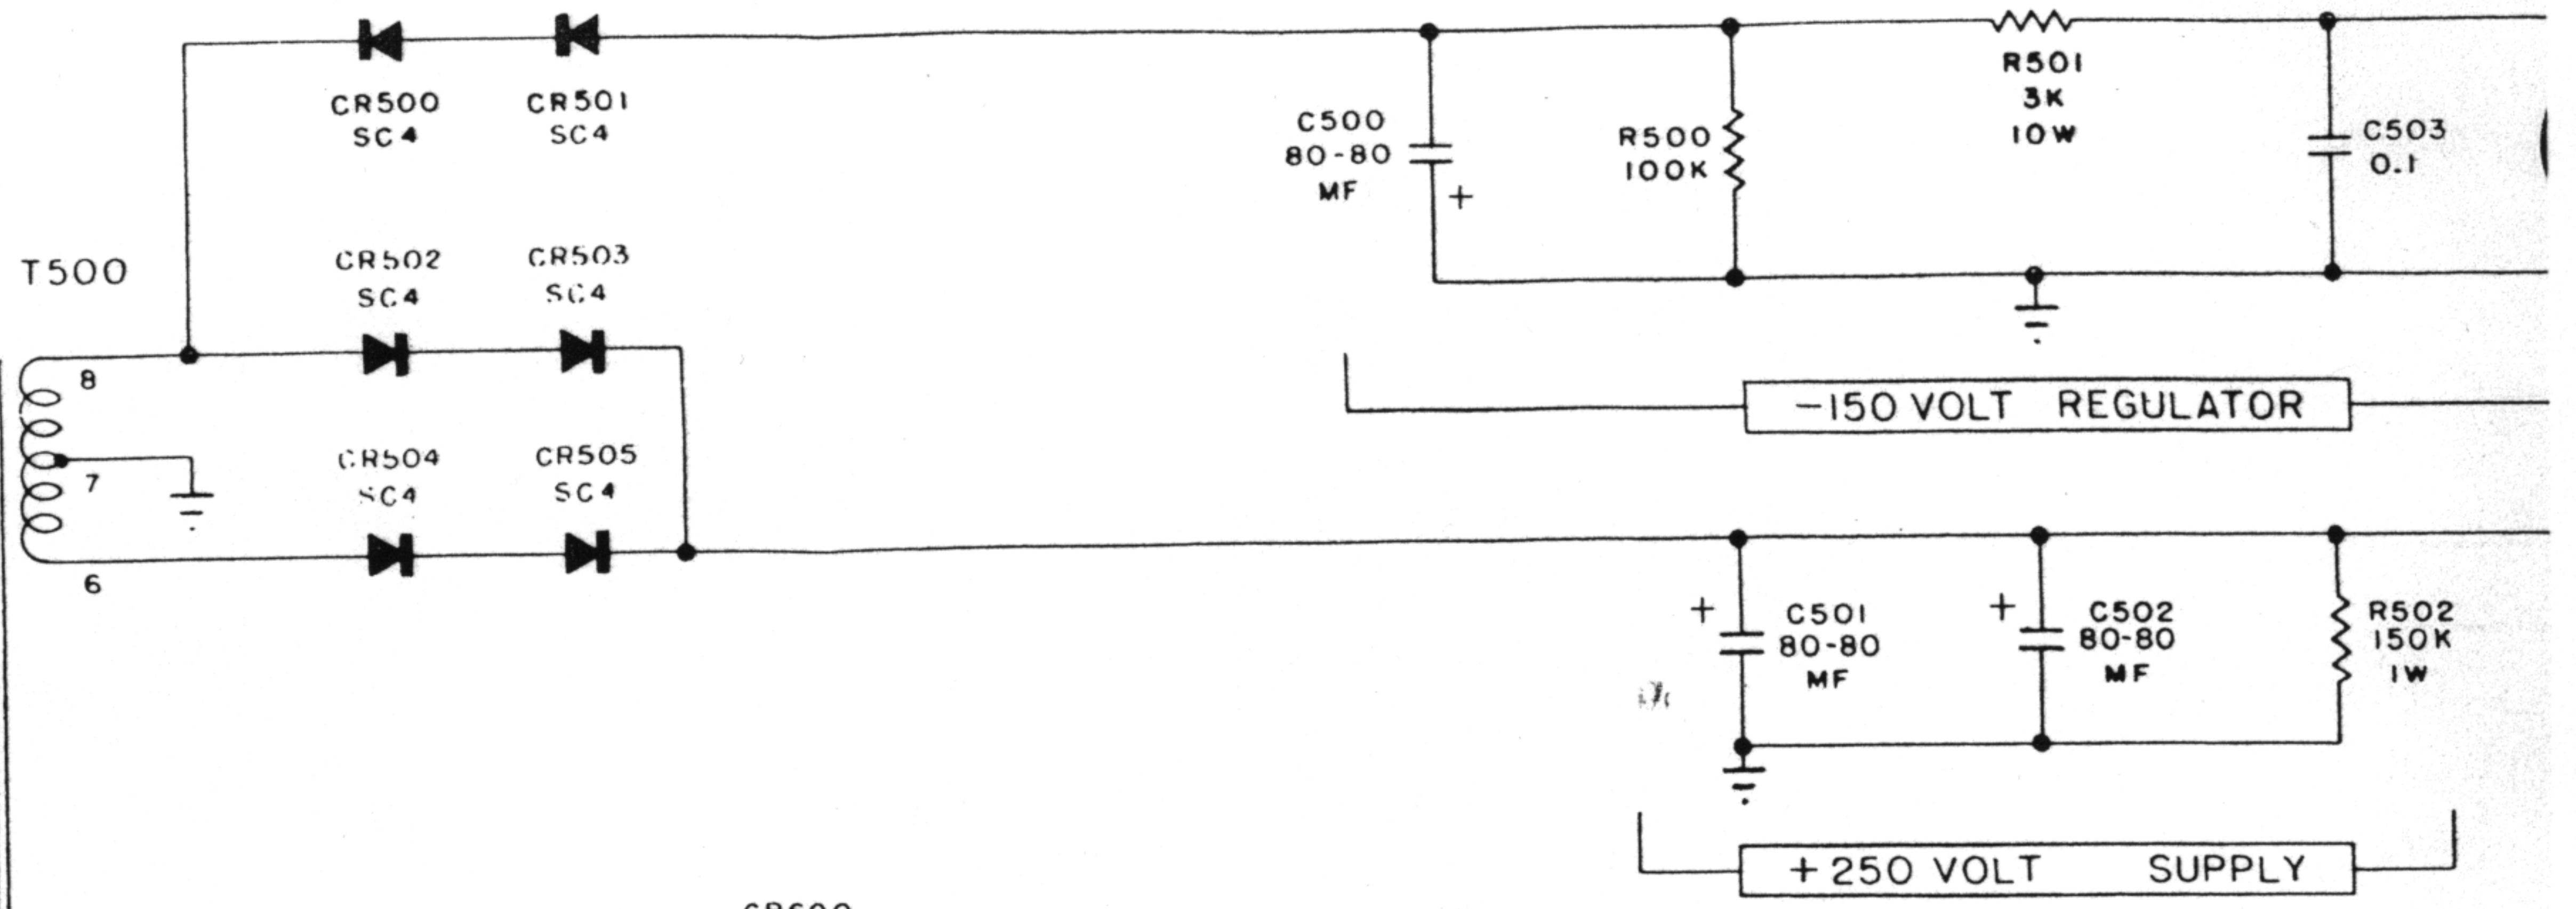 CR500
SC4
CR501
SC4
C500
80-80
MF
+
R500
100K
R501
3K
10W
C503
0.1
T500
CR502
SC4
CR503
SC4
8
7
6
CR504
SC4
CR505
SC4
-150 VOLT REGULATOR
+
C501
80-80
MF
+
C502
80-80
MF
R502
150K
1W
+250 VOLT SUPPLY